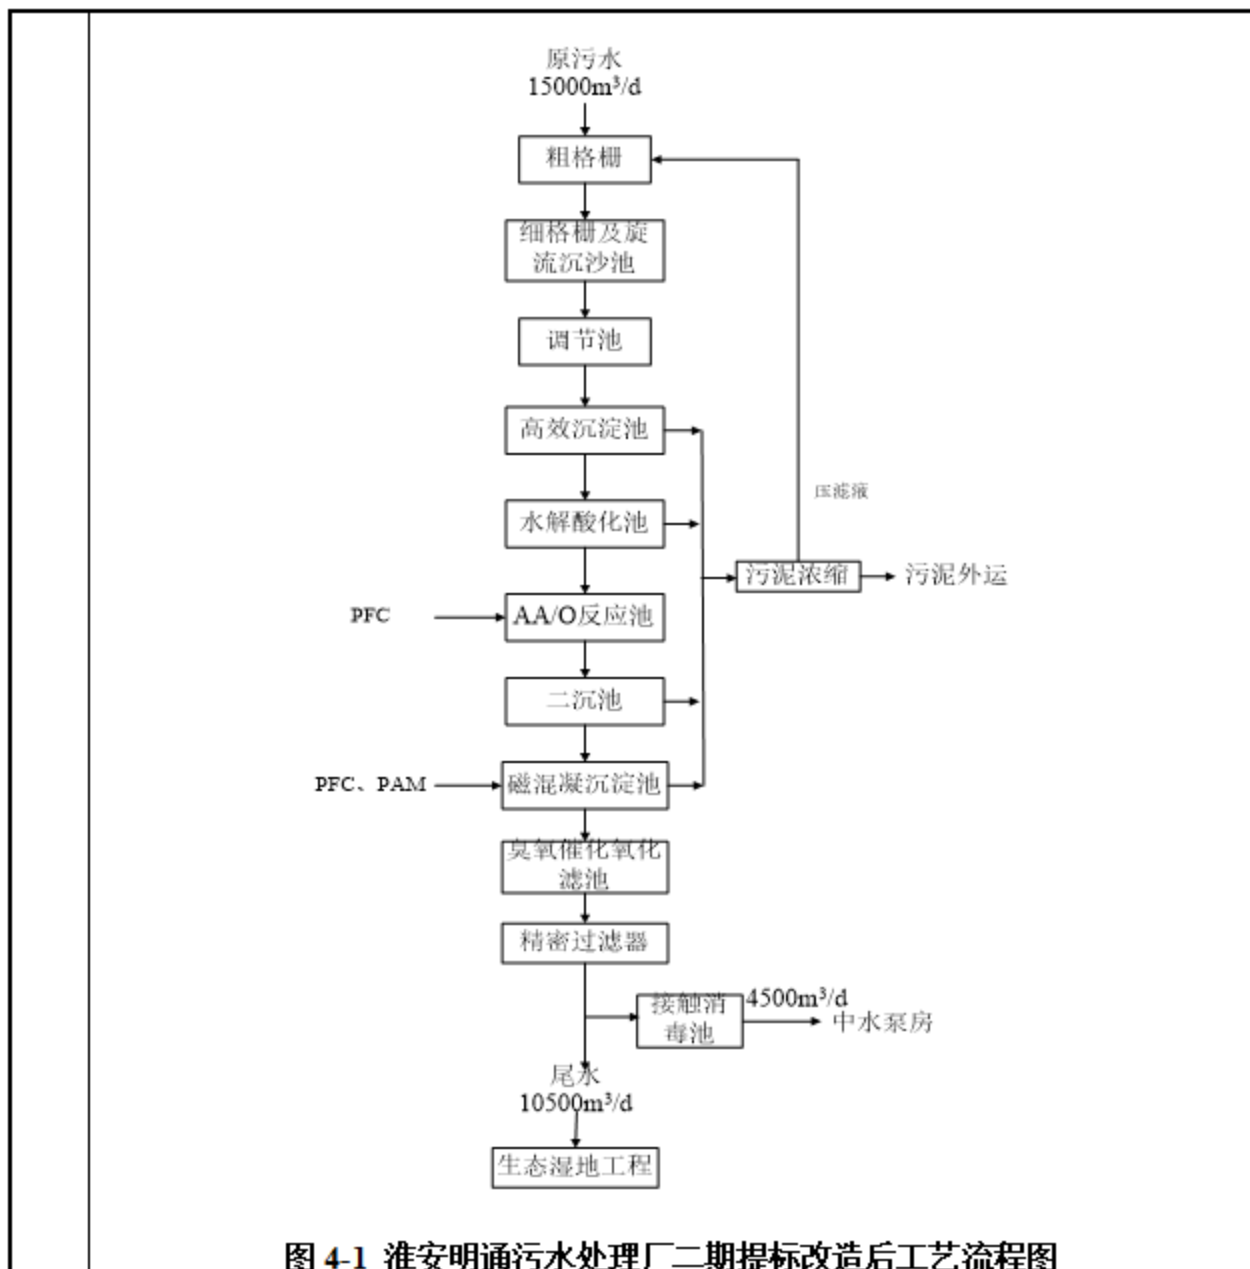 原污水
15000m³/d
粗格栅
细格栅及旋
流沉沙池
调节池
高效沉淀池
压滤液
水解酸化池
污泥浓缩
污泥外运
PFC
AA/O反应池
二沉池
PFC、PAM
磁混凝沉淀池
臭氧催化氧化
滤池
精密过滤器
接触消
毒池
4500m³/d
中水泵房
尾水
10500m³/d
生态湿地工程
图 4-1 淮安明通污水处理厂二期提标改造后工艺流程图